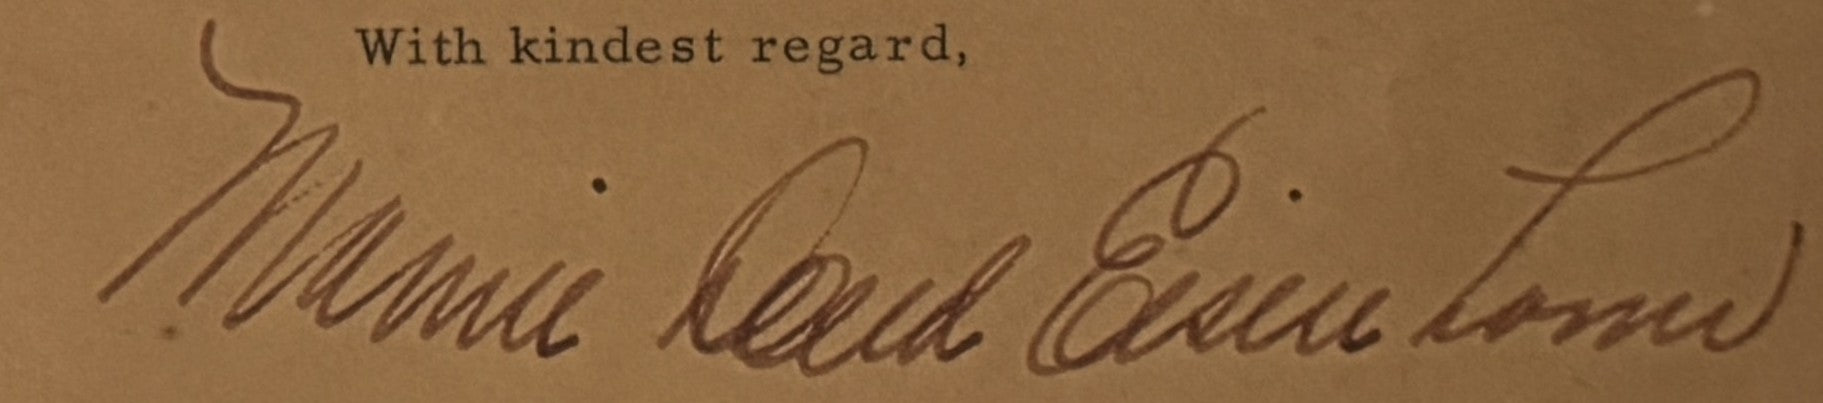 With kindest regard,
Mamie Doud Eisenhower